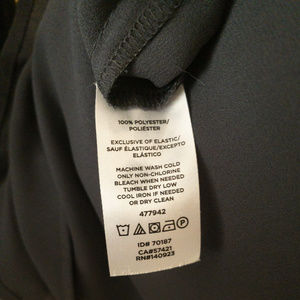 100% POLYESTER/
POLIÉSTER
EXCLUSIVE OF ELASTIC/
SAUF ÉLASTIQUE/EXCEPTO
ELÁSTICO
MACHINE WASH COLD
ONLY NON-CHLORINE
BLEACH WHEN NEEDED
TUMBLE DRY LOW
COOL IRON IF NEEDED
OR DRY CLEAN
477942
ID# 70187
CA#57421
RN#140923